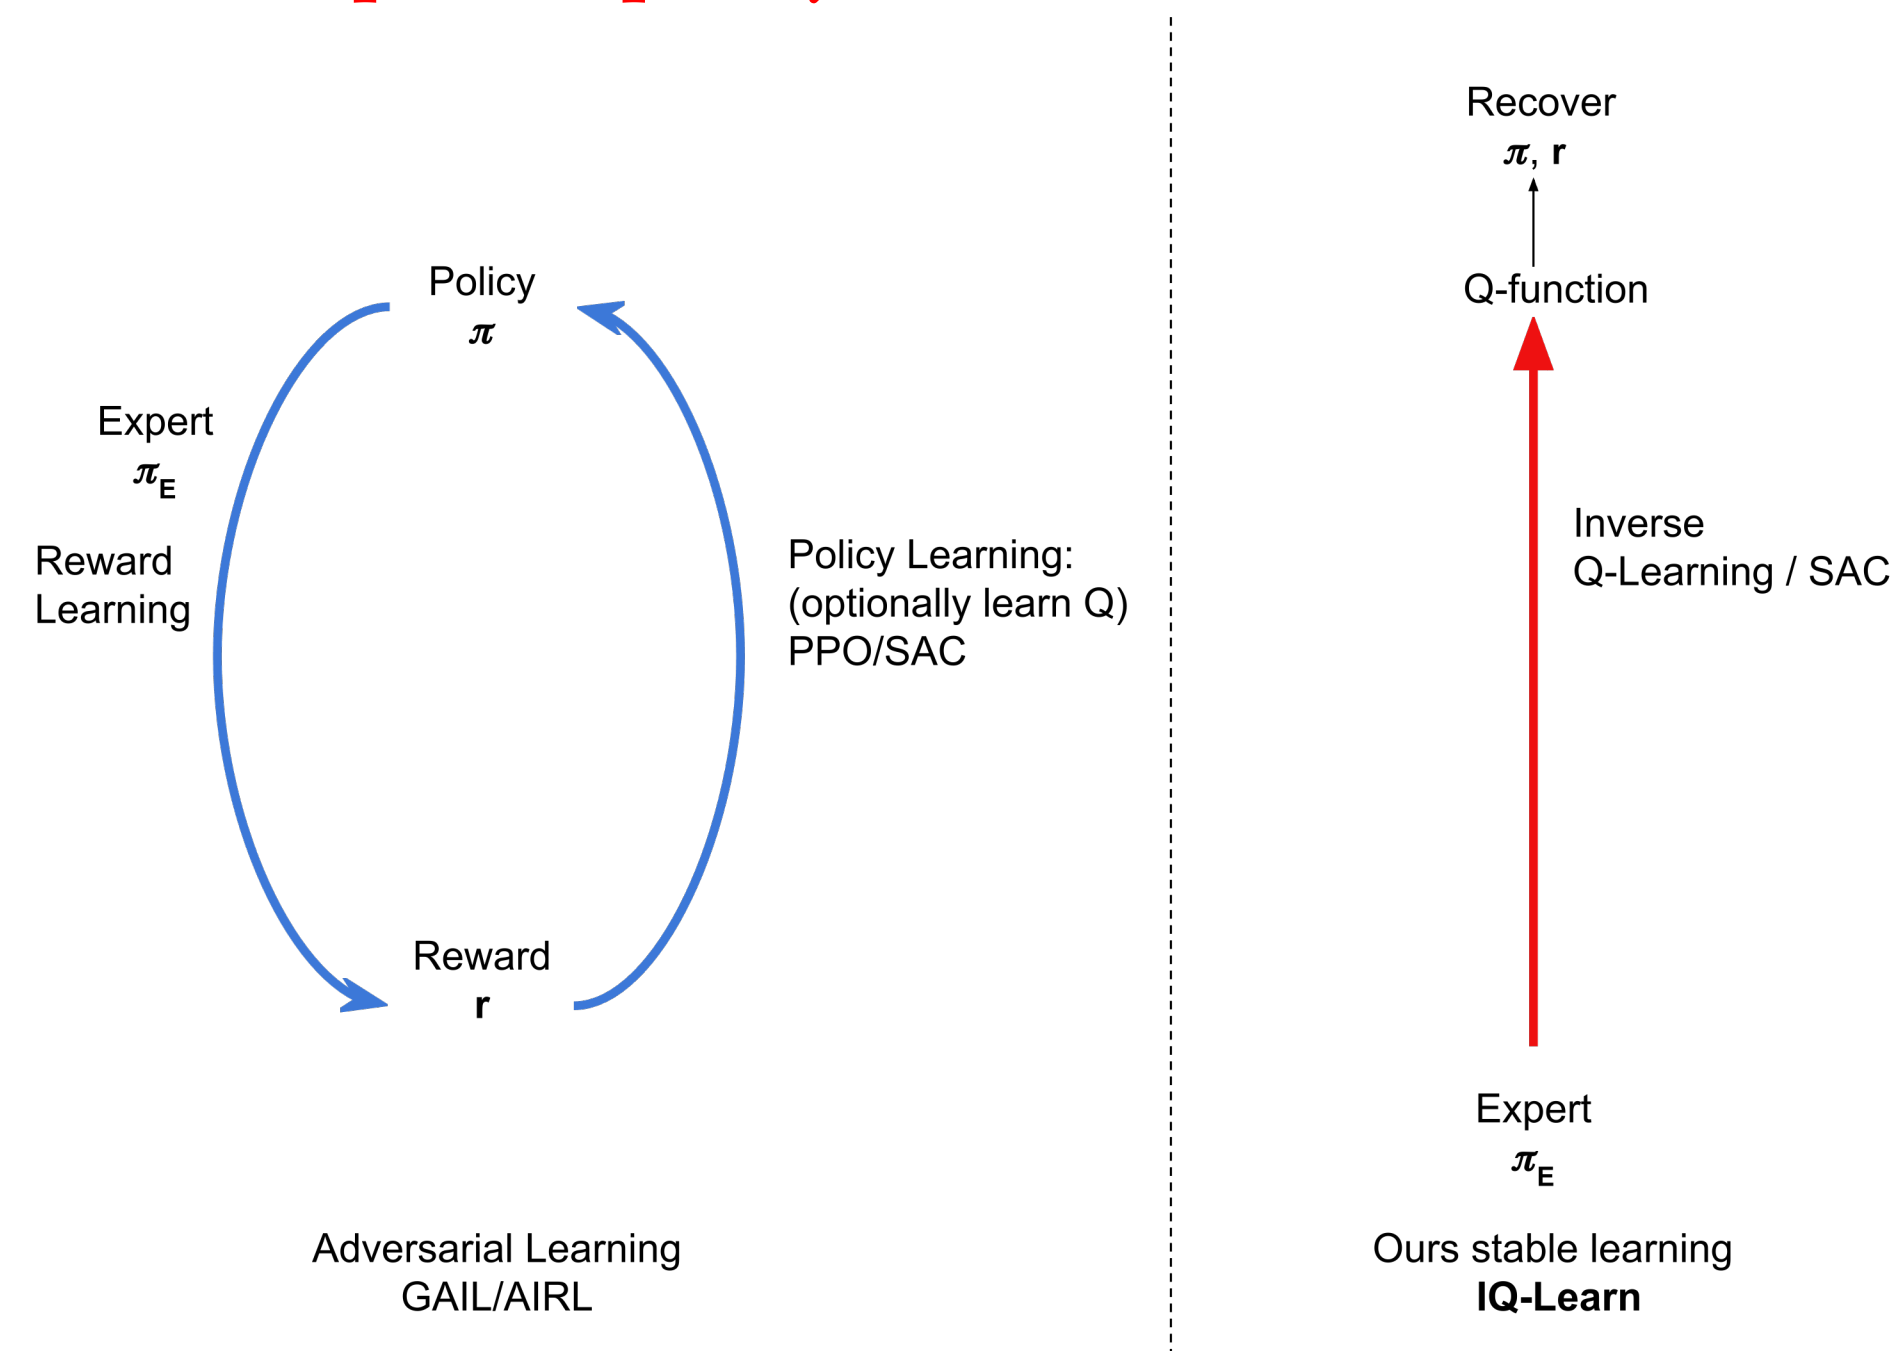 Policy
π
Expert
π_E
Reward
Learning
Policy Learning:
(optionally learn Q)
PPO/SAC
Reward
r
Adversarial Learning
GAIL/AIRL
Recover
π, r
Q-function
Inverse
Q-Learning / SAC
Expert
π_E
Ours stable learning
IQ-Learn